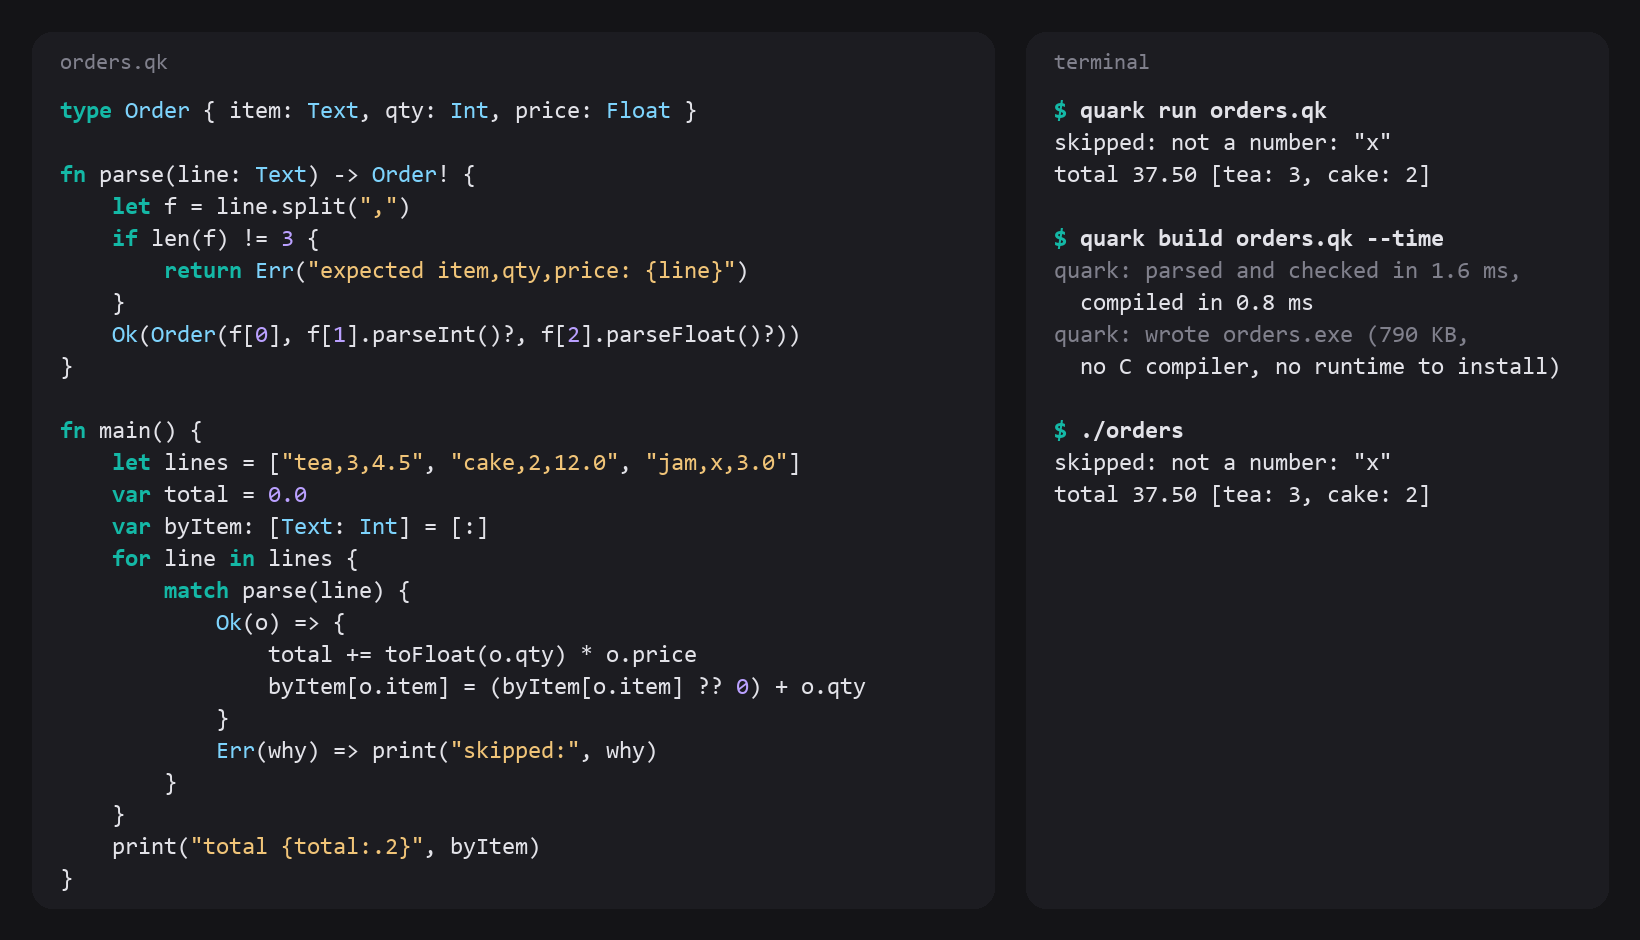 orders.qk
type Order { item: Text, qty: Int, price: Float }
fn parse(line: Text) -> Order! {
    let f = line.split(",")
    if len(f) != 3 {
        return Err("expected item,qty,price: {line}")
    }
    Ok(Order(f[0], f[1].parseInt()?, f[2].parseFloat()?))
}
fn main() {
    let lines = ["tea,3,4.5", "cake,2,12.0", "jam,x,3.0"]
    var total = 0.0
    var byItem: [Text: Int] = [:]
    for line in lines {
        match parse(line) {
            Ok(o) => {
                total += toFloat(o.qty) * o.price
                byItem[o.item] = (byItem[o.item] ?? 0) + o.qty
            }
            Err(why) => print("skipped:", why)
        }
    }
    print("total {total:.2}", byItem)
}
terminal
$ quark run orders.qk
skipped: not a number: "x"
total 37.50 [tea: 3, cake: 2]
$ quark build orders.qk --time
quark: parsed and checked in 1.6 ms,
  compiled in 0.8 ms
quark: wrote orders.exe (790 KB,
  no C compiler, no runtime to install)
$ ./orders
skipped: not a number: "x"
total 37.50 [tea: 3, cake: 2]